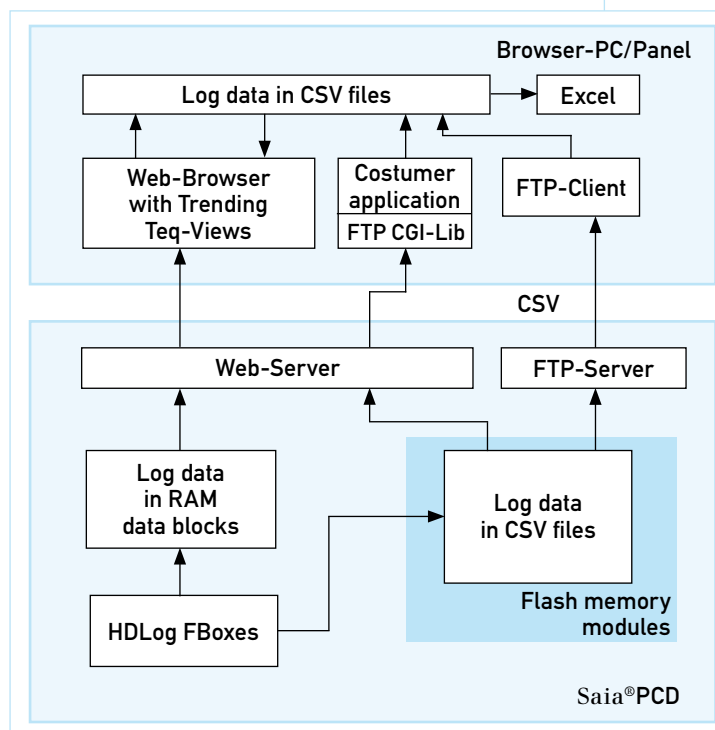 Browser-PC/Panel
Log data in CSV files
Excel
Web-Browser
with Trending
Teq-Views
Costumer
application
FTP CGI-Lib
FTP-Client
CSV
Web-Server
FTP-Server
Log data
in RAM
data blocks
Log data
in CSV files
HDLog FBoxes
Flash memory
modules
Saia®PCD